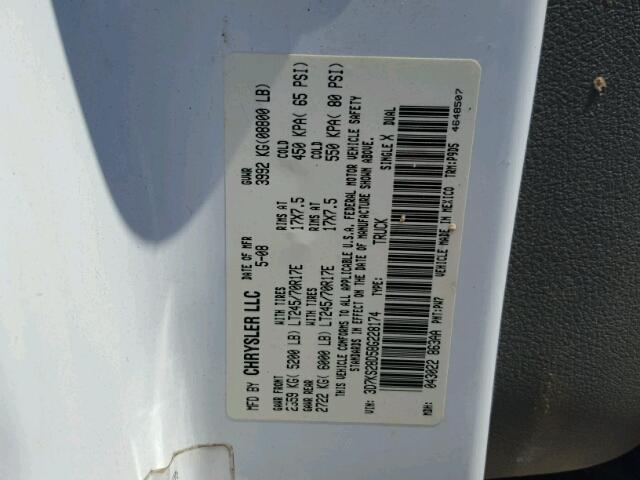 MFD BY CHRYSLER LLC DATE OF MFR 5-08 GVWR 3992 KG(08800 LB)
GAWR FRONT WITH TIRES RIMS AT COLD
2359 KG( 5200 LB) LT245/70R17E 17X7.5 450 KPA( 65 PSI)
GAWR REAR WITH TIRES RIMS AT COLD
2722 KG( 6000 LB) LT245/70R17E 17X7.5 550 KPA( 80 PSI)
THIS VEHICLE CONFORMS TO ALL APPLICABLE U.S.A. FEDERAL MOTOR VEHICLE SAFETY
STANDARDS IN EFFECT ON THE DATE OF MANUFACTURE SHOWN ABOVE.
VIN: 3D7KS28D58G228174 TYPE: TRUCK SINGLE X DUAL
MDH: 043022 863AA PNT:PW7 VEHICLE MADE IN MEXICO TRM:P9D5
4648507